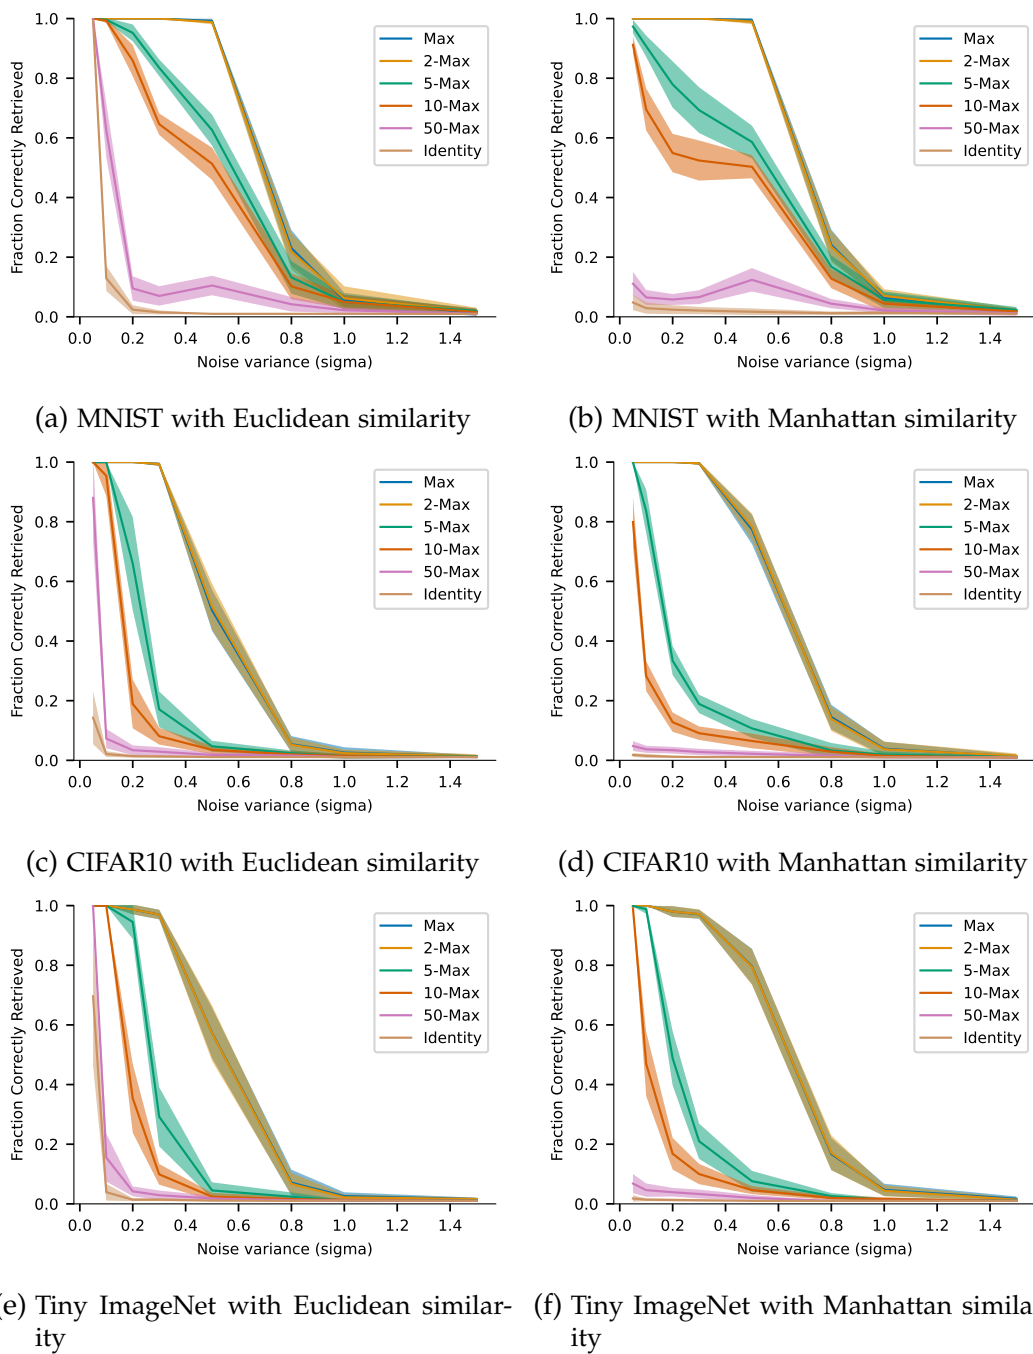 1.0
0.8
0.6
0.4
0.2
0.0
Fraction Correctly Retrieved
Max
2-Max
5-Max
10-Max
50-Max
Identity
0.0 0.2 0.4 0.6 0.8 1.0 1.2 1.4
Noise variance (sigma)
(a) MNIST with Euclidean similarity
1.0
0.8
0.6
0.4
0.2
0.0
Fraction Correctly Retrieved
Max
2-Max
5-Max
10-Max
50-Max
Identity
0.0 0.2 0.4 0.6 0.8 1.0 1.2 1.4
Noise variance (sigma)
(b) MNIST with Manhattan similarity
1.0
0.8
0.6
0.4
0.2
0.0
Fraction Correctly Retrieved
Max
2-Max
5-Max
10-Max
50-Max
Identity
0.0 0.2 0.4 0.6 0.8 1.0 1.2 1.4
Noise variance (sigma)
(c) CIFAR10 with Euclidean similarity
1.0
0.8
0.6
0.4
0.2
0.0
Fraction Correctly Retrieved
Max
2-Max
5-Max
10-Max
50-Max
Identity
0.0 0.2 0.4 0.6 0.8 1.0 1.2 1.4
Noise variance (sigma)
(d) CIFAR10 with Manhattan similarity
1.0
0.8
0.6
0.4
0.2
0.0
Fraction Correctly Retrieved
Max
2-Max
5-Max
10-Max
50-Max
Identity
0.0 0.2 0.4 0.6 0.8 1.0 1.2 1.4
Noise variance (sigma)
e) Tiny ImageNet with Euclidean similar-
ity
1.0
0.8
0.6
0.4
0.2
0.0
Fraction Correctly Retrieved
Max
2-Max
5-Max
10-Max
50-Max
Identity
0.0 0.2 0.4 0.6 0.8 1.0 1.2 1.4
Noise variance (sigma)
(f) Tiny ImageNet with Manhattan simila
ity